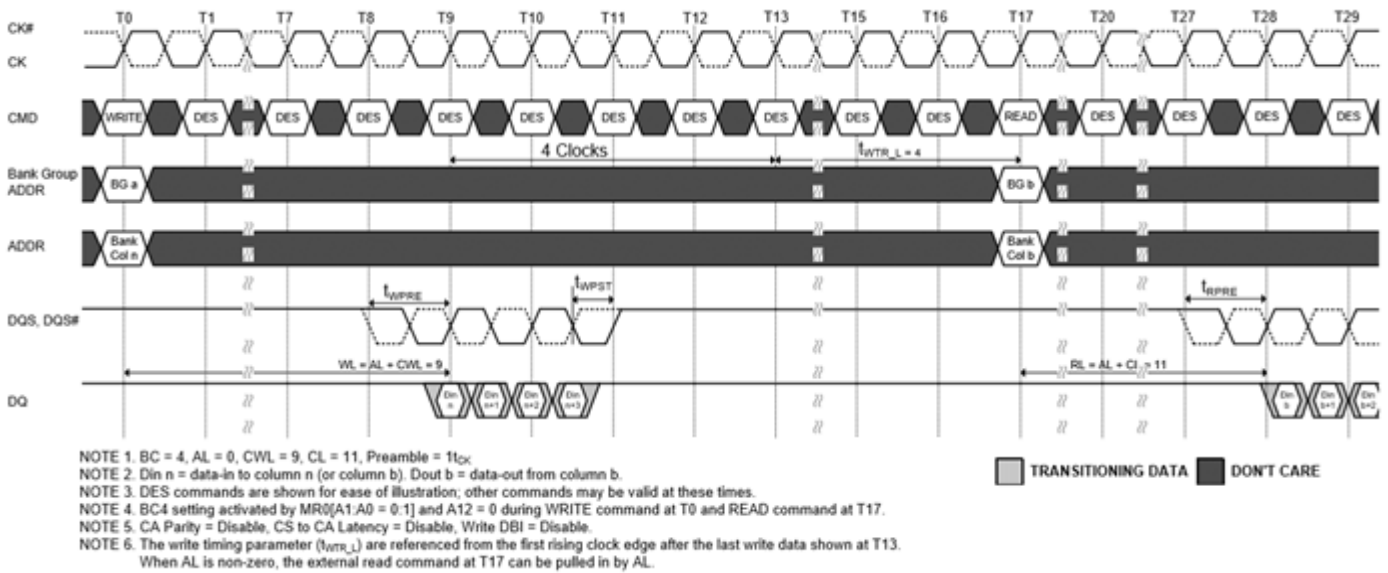 T0 T1 T7 T8 T9 T10 T11 T12 T13 T15 T16 T17 T20 T27 T28 T29
CK#
CK
CMD WRITE DES DES DES DES DES DES DES DES DES DES READ DES DES DES DES
4 Clocks tWTR_L = 4
Bank Group
ADDR BG a BG b
ADDR Bank Col n Bank Col b
tWPRE tWPST tRPRE
DQS, DQS#
WL = AL + CWL = 9 RL = AL + CL = 11
DQ Din n Din n+1 Din n+2 Din n+3 Din b Din b+1 Din b+2
NOTE 1. BC = 4, AL = 0, CWL = 9, CL = 11, Preamble = 1tCK
NOTE 2. Din n = data-in to column n (or column b). Dout b = data-out from column b.
NOTE 3. DES commands are shown for ease of illustration; other commands may be valid at these times.
NOTE 4. BC4 setting activated by MR0[A1:A0 = 0:1] and A12 = 0 during WRITE command at T0 and READ command at T17.
NOTE 5. CA Parity = Disable, CS to CA Latency = Disable, Write DBI = Disable.
NOTE 6. The write timing parameter (tWTR_L) are referenced from the first rising clock edge after the last write data shown at T13.
When AL is non-zero, the external read command at T17 can be pulled in by AL.
TRANSITIONING DATA DON'T CARE